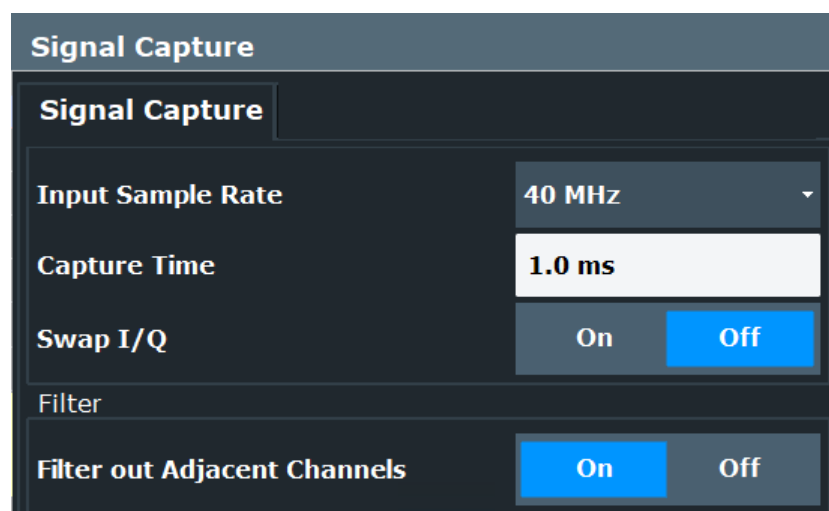 Signal Capture
Signal Capture
Input Sample Rate 40 MHz
Capture Time 1.0 ms
Swap I/Q On Off
Filter
Filter out Adjacent Channels On Off